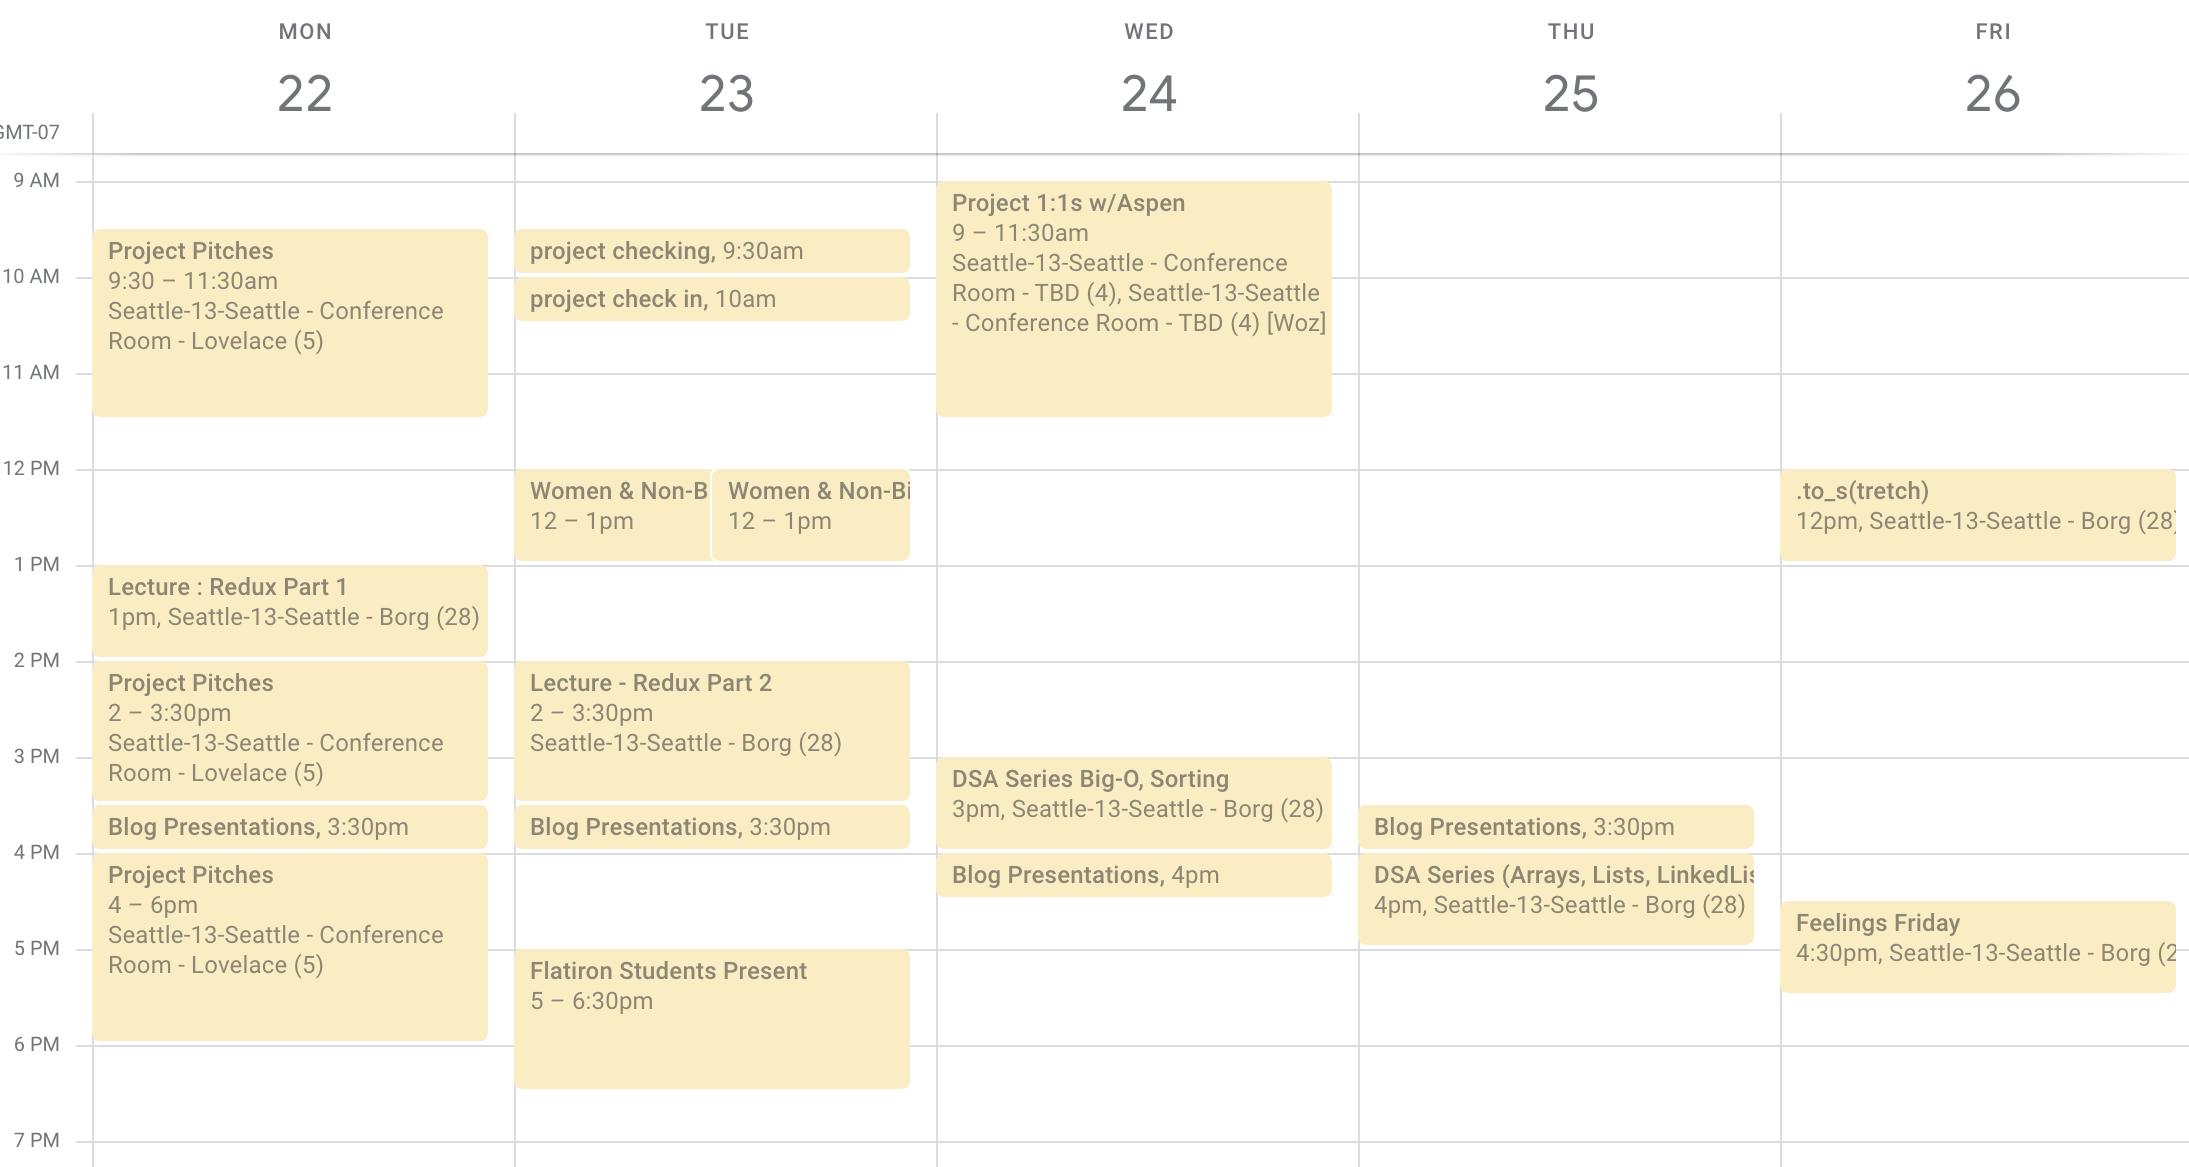 MON
22
TUE
23
WED
24
THU
25
FRI
26
GMT-07
9 AM
10 AM
11 AM
12 PM
1 PM
2 PM
3 PM
4 PM
5 PM
6 PM
7 PM
Project Pitches
9:30 – 11:30am
Seattle-13-Seattle - Conference
Room - Lovelace (5)
Lecture : Redux Part 1
1pm, Seattle-13-Seattle - Borg (28)
Project Pitches
2 – 3:30pm
Seattle-13-Seattle - Conference
Room - Lovelace (5)
Blog Presentations, 3:30pm
Project Pitches
4 – 6pm
Seattle-13-Seattle - Conference
Room - Lovelace (5)
project checking, 9:30am
project check in, 10am
Women & Non-B
12 – 1pm
Women & Non-Bi
12 – 1pm
Lecture - Redux Part 2
2 – 3:30pm
Seattle-13-Seattle - Borg (28)
Blog Presentations, 3:30pm
Flatiron Students Present
5 – 6:30pm
Project 1:1s w/Aspen
9 – 11:30am
Seattle-13-Seattle - Conference
Room - TBD (4), Seattle-13-Seattle
- Conference Room - TBD (4) [Woz]
DSA Series Big-O, Sorting
3pm, Seattle-13-Seattle - Borg (28)
Blog Presentations, 4pm
Blog Presentations, 3:30pm
DSA Series (Arrays, Lists, LinkedLis
4pm, Seattle-13-Seattle - Borg (28)
.to_s(tretch)
12pm, Seattle-13-Seattle - Borg (28)
Feelings Friday
4:30pm, Seattle-13-Seattle - Borg (2